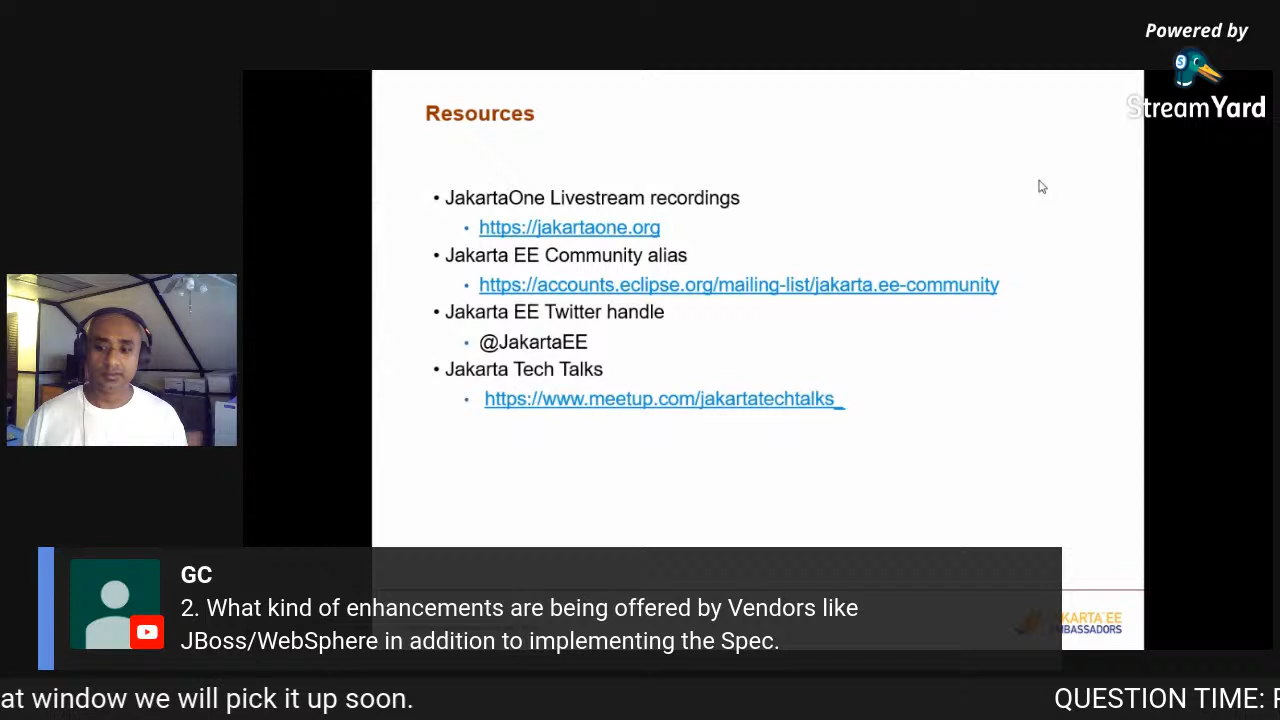 Powered by
StreamYard
Resources
• JakartaOne Livestream recordings
• https://jakartaone.org
• Jakarta EE Community alias
• https://accounts.eclipse.org/mailing-list/jakarta.ee-community
• Jakarta EE Twitter handle
• @JakartaEE
• Jakarta Tech Talks
• https://www.meetup.com/jakartatechtalks_
GC
2. What kind of enhancements are being offered by Vendors like
JBoss/WebSphere in addition to implementing the Spec.
at window we will pick it up soon.
QUESTION TIME: